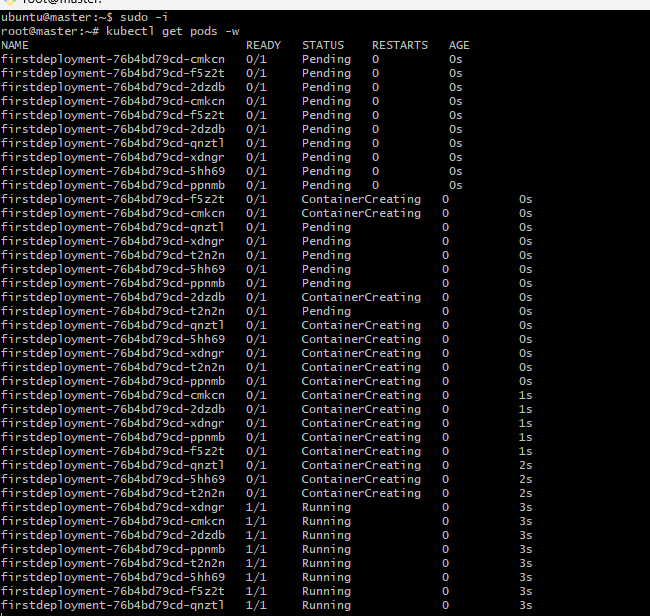 root@master:
ubuntu@master:~$ sudo -i
root@master:~# kubectl get pods -w
NAME READY STATUS RESTARTS AGE
firstdeployment-76b4bd79cd-cmkcn 0/1 Pending 0 0s
firstdeployment-76b4bd79cd-f5z2t 0/1 Pending 0 0s
firstdeployment-76b4bd79cd-2dzdb 0/1 Pending 0 0s
firstdeployment-76b4bd79cd-cmkcn 0/1 Pending 0 0s
firstdeployment-76b4bd79cd-f5z2t 0/1 Pending 0 0s
firstdeployment-76b4bd79cd-2dzdb 0/1 Pending 0 0s
firstdeployment-76b4bd79cd-qnztl 0/1 Pending 0 0s
firstdeployment-76b4bd79cd-xdngr 0/1 Pending 0 0s
firstdeployment-76b4bd79cd-5hh69 0/1 Pending 0 0s
firstdeployment-76b4bd79cd-ppnmb 0/1 Pending 0 0s
firstdeployment-76b4bd79cd-f5z2t 0/1 ContainerCreating 0 0s
firstdeployment-76b4bd79cd-cmkcn 0/1 ContainerCreating 0 0s
firstdeployment-76b4bd79cd-qnztl 0/1 Pending 0 0s
firstdeployment-76b4bd79cd-xdngr 0/1 Pending 0 0s
firstdeployment-76b4bd79cd-t2n2n 0/1 Pending 0 0s
firstdeployment-76b4bd79cd-5hh69 0/1 Pending 0 0s
firstdeployment-76b4bd79cd-ppnmb 0/1 Pending 0 0s
firstdeployment-76b4bd79cd-2dzdb 0/1 ContainerCreating 0 0s
firstdeployment-76b4bd79cd-t2n2n 0/1 Pending 0 0s
firstdeployment-76b4bd79cd-qnztl 0/1 ContainerCreating 0 0s
firstdeployment-76b4bd79cd-5hh69 0/1 ContainerCreating 0 0s
firstdeployment-76b4bd79cd-xdngr 0/1 ContainerCreating 0 0s
firstdeployment-76b4bd79cd-t2n2n 0/1 ContainerCreating 0 0s
firstdeployment-76b4bd79cd-ppnmb 0/1 ContainerCreating 0 0s
firstdeployment-76b4bd79cd-cmkcn 0/1 ContainerCreating 0 1s
firstdeployment-76b4bd79cd-2dzdb 0/1 ContainerCreating 0 1s
firstdeployment-76b4bd79cd-xdngr 0/1 ContainerCreating 0 1s
firstdeployment-76b4bd79cd-ppnmb 0/1 ContainerCreating 0 1s
firstdeployment-76b4bd79cd-f5z2t 0/1 ContainerCreating 0 1s
firstdeployment-76b4bd79cd-qnztl 0/1 ContainerCreating 0 2s
firstdeployment-76b4bd79cd-5hh69 0/1 ContainerCreating 0 2s
firstdeployment-76b4bd79cd-t2n2n 0/1 ContainerCreating 0 2s
firstdeployment-76b4bd79cd-xdngr 1/1 Running 0 3s
firstdeployment-76b4bd79cd-cmkcn 1/1 Running 0 3s
firstdeployment-76b4bd79cd-2dzdb 1/1 Running 0 3s
firstdeployment-76b4bd79cd-ppnmb 1/1 Running 0 3s
firstdeployment-76b4bd79cd-t2n2n 1/1 Running 0 3s
firstdeployment-76b4bd79cd-5hh69 1/1 Running 0 3s
firstdeployment-76b4bd79cd-f5z2t 1/1 Running 0 3s
firstdeployment-76b4bd79cd-qnztl 1/1 Running 0 3s